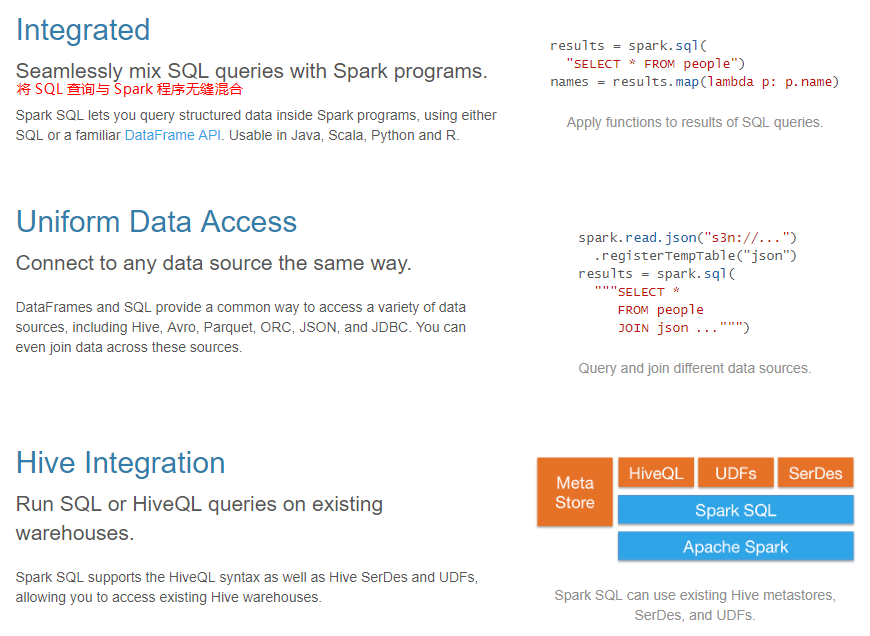 Integrated
Seamlessly mix SQL queries with Spark programs.
将 SQL 查询与 Spark 程序无缝混合
Spark SQL lets you query structured data inside Spark programs, using either
SQL or a familiar DataFrame API. Usable in Java, Scala, Python and R.
results = spark.sql(
"SELECT * FROM people")
names = results.map(lambda p: p.name)
Apply functions to results of SQL queries.
Uniform Data Access
Connect to any data source the same way.
DataFrames and SQL provide a common way to access a variety of data
sources, including Hive, Avro, Parquet, ORC, JSON, and JDBC. You can
even join data across these sources.
spark.read.json("s3n://...")
.registerTempTable("json")
results = spark.sql(
"""SELECT *
FROM people
JOIN json ...""")
Query and join different data sources.
Hive Integration
Run SQL or HiveQL queries on existing
warehouses.
Spark SQL supports the HiveQL syntax as well as Hive SerDes and UDFs,
allowing you to access existing Hive warehouses.
Meta
Store
HiveQL
UDFs
SerDes
Spark SQL
Apache Spark
Spark SQL can use existing Hive metastores,
SerDes, and UDFs.